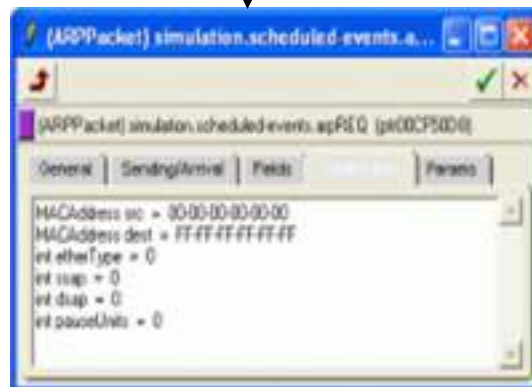 (ARPPacket) simulation.scheduled-events.a...
(ARPPacket) simulation.scheduled-events.arpREQ
General Sending/Arrival Fields Params
MACAddress src = 00-00-00-00-00-00
MACAddress dest = FF-FF-FF-FF-FF-FF
int etherType = 0
int ssap = 0
int dsap = 0
int pauseUnits = 0